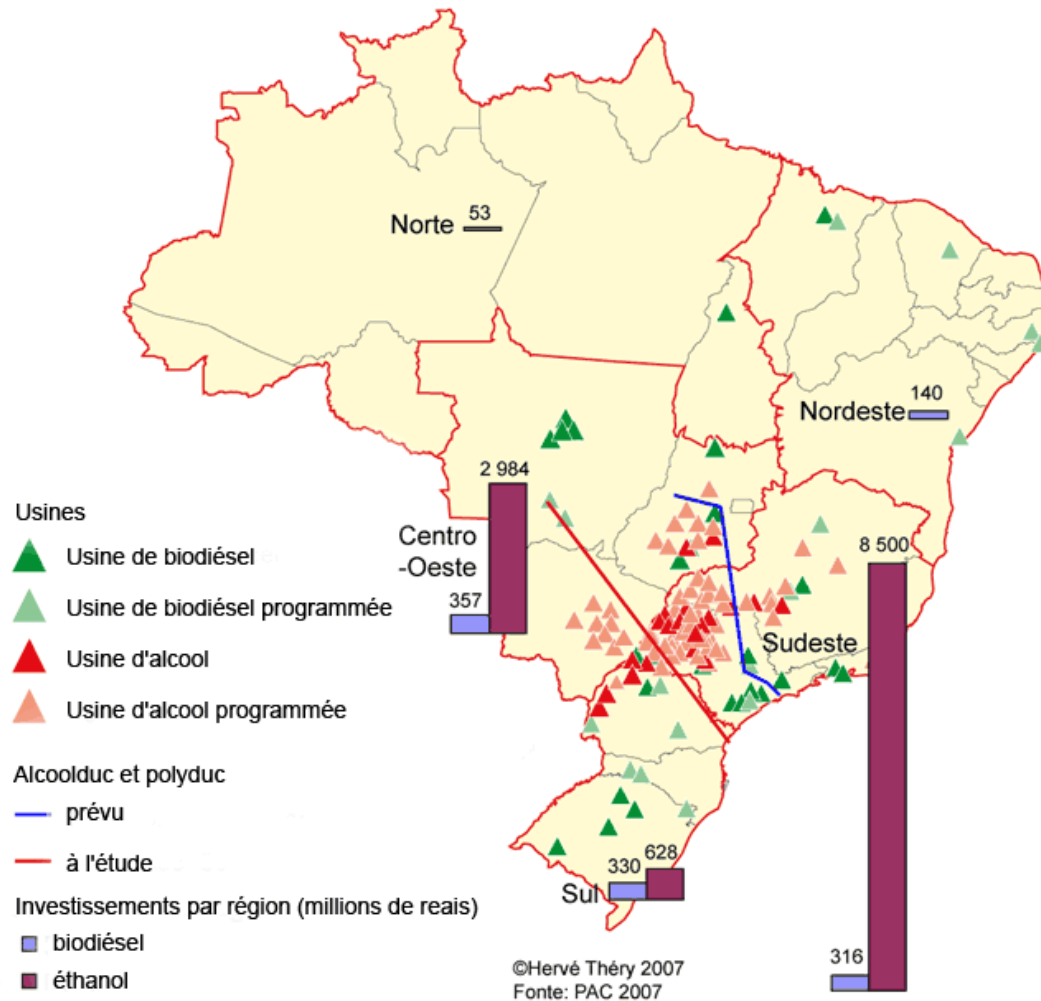 Norte
53
Nordeste
140
2 984
Centro
-Oeste
357
8 500
Sudeste
316
330
628
Sul
Usines
Usine de biodiésel
Usine de biodiésel programmée
Usine d'alcool
Usine d'alcool programmée
Alcoolduc et polyduc
prévu
à l'étude
Investissements par région (millions de reais)
biodiésel
éthanol
©Hervé Théry 2007
Fonte: PAC 2007